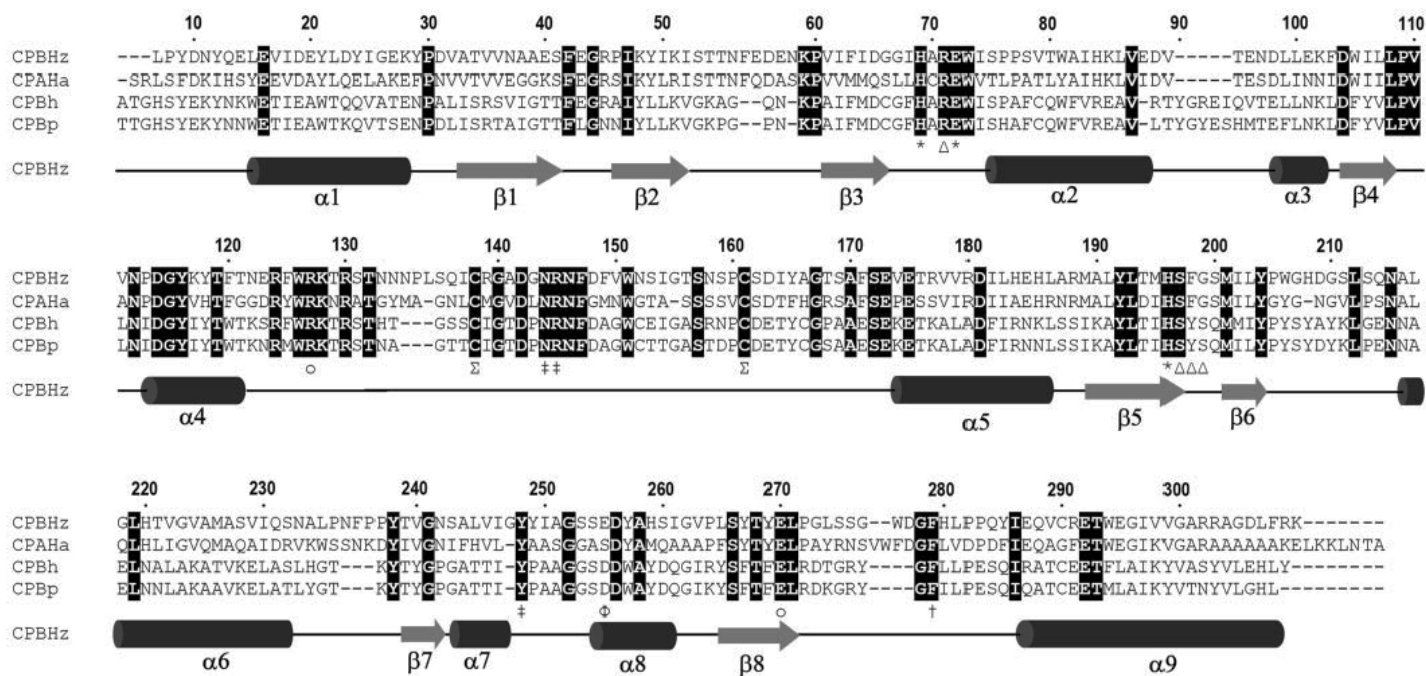 10 20 30 40 50 60 70 80 90 100 110
CPBHz ---LPYDNYQELEVIDEYLDYIGEKYPDVATVVNAAESFEGRPIKYIKISTTNFEDENKPVIFIDGGIHAREWISPPSVTWAIHKLVEDV-----TENDLLEKFDWILLPV
CPAHa -SRLSFDKIHSYEEVDAYLQELAKEFPNVVTVVEGGKSFEGRSIKYLRISTTNFQDASKPVVMMQSLLHCREWVTLPATLYAIHKLVIDV-----TESDLINNIDWIILPV
CPBh ATGHSYEKYNKWETIEAWTQQVATENPALISRSVIGTTFEGRAIYLLKVGKAG--QN-KPAIFMDCGFHAREWISPAFCQWFVREAV-RTYGREIQVTELLNKLDFYVLPV
CPBp TTGHSYEKYNNWETIEAWTKQVTSENPDLISRTAIGTTFLGNNIYLLKVGKPG--PN-KPAIFMDCGFHAREWISHAFCQWFVREAV-LTYGYESHMTEFLNKLDFYVLPV
* Δ *
CPBHz
α1 β1 β2 β3 α2 α3 β4
120 130 140 150 160 170 180 190 200 210
CPBHz VNPDGYKYTFTNERFWRKTRSTNNNPLSQICRGADGNRNFDFVWNSIGTSNSPCSDIYAGTSAFSEVETRVVRDILHEHLARMALYLTMHSFGSMILYPWGHDGSLSQNAL
CPAHa ANPDGYVHTFGGDRYWRKNRATGYMA-GNLCMGVDLNRNFGMNWGTA-SSSSVCSDTFHGRSAFSEPESSVIRDIIAEHRNRMALYLDIHSFGSMILYGYG-NGVLPSNAL
CPBh LNIDGYIYTWTKSRFWRKTRSTHT---GSSCIGTDPNRNFDAGWCEIGASRNPCDETYCGPAAESEKETKALADFIRNKLSSIKAYLTIHSYSQMMIYPYSYAYKLGENNA
CPBp LNIDGYIYTWTKNRMWRKTRSTNA---GTTCIGTDPNRNFDAGWCTTGASTDPCDETYCGSAAESEKETKALADFIRNNLSSIKAYLTIHSYSQMILYPYSYDYKLPENNA
○ Σ ‡‡ Σ *ΔΔΔ
CPBHz
α4 α5 β5 β6
220 230 240 250 260 270 280 290 300
CPBHz GLHTVGVAMASVIQSNALPNFPPYTVGNSALVIGYYIAGSSEDYAHSIGVPLSYTYELPGLSSG--WDGFHLPPQYIEQVCRETWEGIVVGARRAGDLFRK-------
CPAHa QLHLIGVQMAQAIDRVKWSSNKDYIVGNIFHVL-YAASGGASDYAMQAAAPFSYTYELPAYRNSVWFDGFLVDPDFIEQAGFETWEGIKVGARAAAAAAKELKKLNTA
CPBh ELNALAKATVKELASLHGT---KYTYGPGATTI-YPAAGGSDDWAYDQGIRYSFTFELRDTGRY---GFLLPESQIRATCEETFLAIKYVASYVLEHLY---------
CPBp ELNNLAKAAVKELATLYGT---KYTYGPGATTI-YPAAGGSDDWAYDQGIKYSFTFELRDKGRY---GFLLPESQIQATCEETMLAIKYVTNYVLGHL----------
‡ Φ ○ †
CPBHz
α6 β7 α7 α8 β8 α9